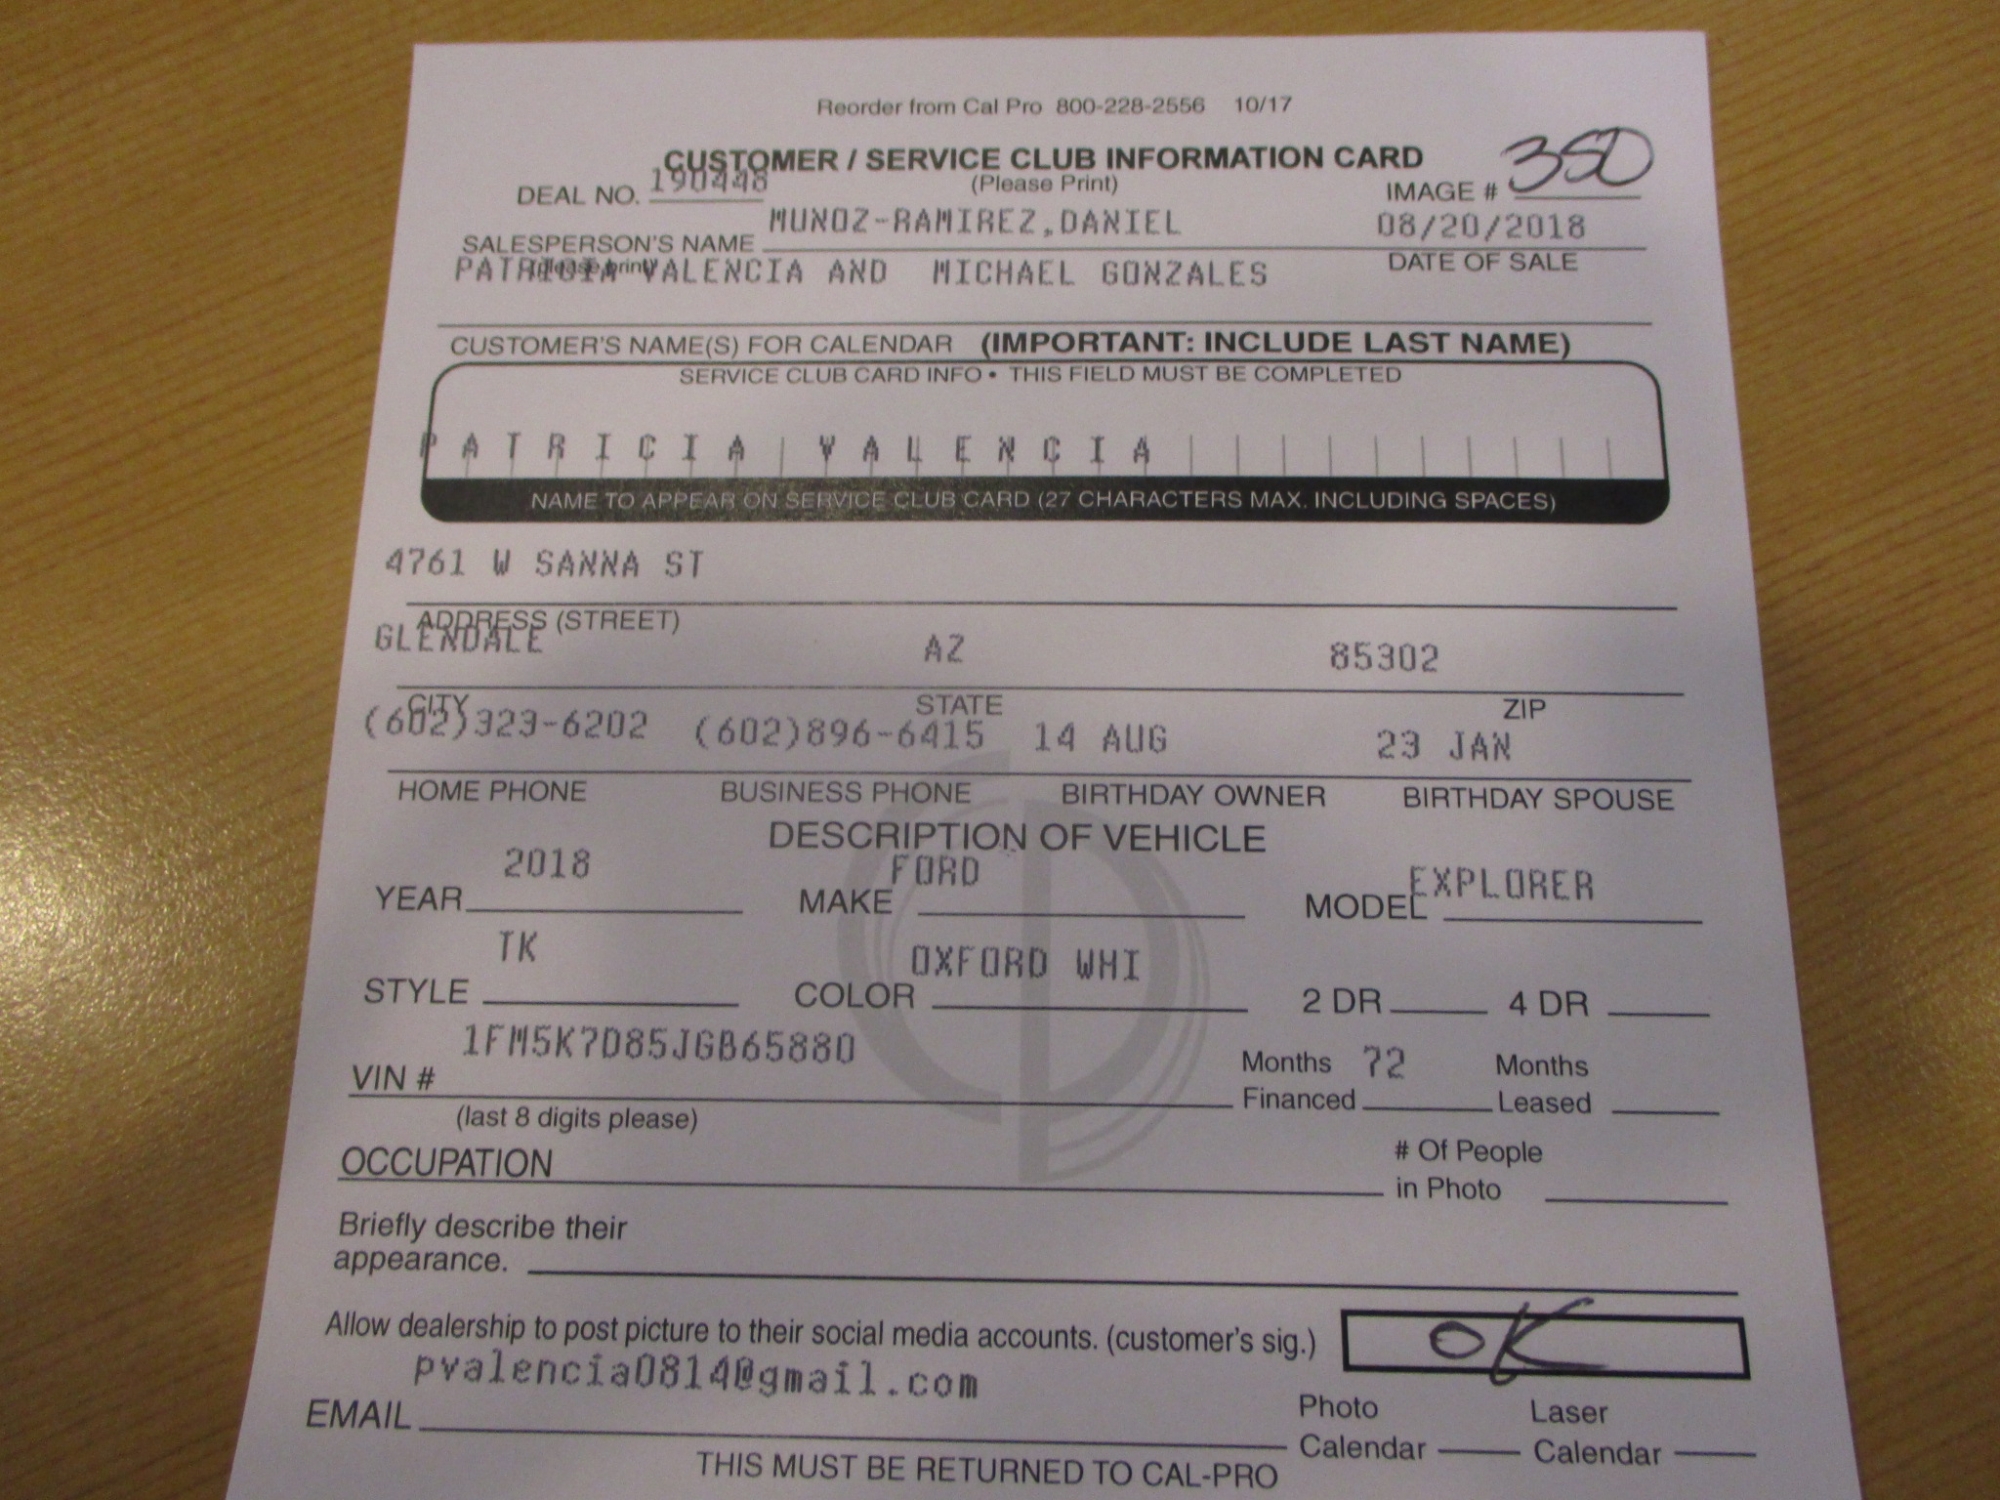 Reorder from Cal Pro 800-228-2556 10/17
CUSTOMER / SERVICE CLUB INFORMATION CARD
(Please Print)
DEAL NO. 190448
IMAGE # 350
SALESPERSON'S NAME MUNOZ-RAMIREZ,DANIEL
(please print)
08/20/2018
DATE OF SALE
PATRICIA VALENCIA AND MICHAEL GONZALES
CUSTOMER'S NAME(S) FOR CALENDAR (IMPORTANT: INCLUDE LAST NAME)
SERVICE CLUB CARD INFO • THIS FIELD MUST BE COMPLETED
PATRICIA VALENCIA
NAME TO APPEAR ON SERVICE CLUB CARD (27 CHARACTERS MAX. INCLUDING SPACES)
4761 W SANNA ST
ADDRESS (STREET)
GLENDALE AZ 85302
CITY STATE ZIP
(602)323-6202 (602)896-6415 14 AUG 23 JAN
HOME PHONE BUSINESS PHONE BIRTHDAY OWNER BIRTHDAY SPOUSE
DESCRIPTION OF VEHICLE
YEAR 2018 MAKE FORD MODEL EXPLORER
STYLE TK COLOR OXFORD WHI 2 DR 4 DR
VIN # 1FM5K7D85JGB65880
(last 8 digits please)
Months Financed 72 Months Leased
OCCUPATION
# Of People in Photo
Briefly describe their
appearance.
Allow dealership to post picture to their social media accounts. (customer's sig.) OK
EMAIL pvalencia0814@gmail.com
Photo Calendar Laser Calendar
THIS MUST BE RETURNED TO CAL-PRO